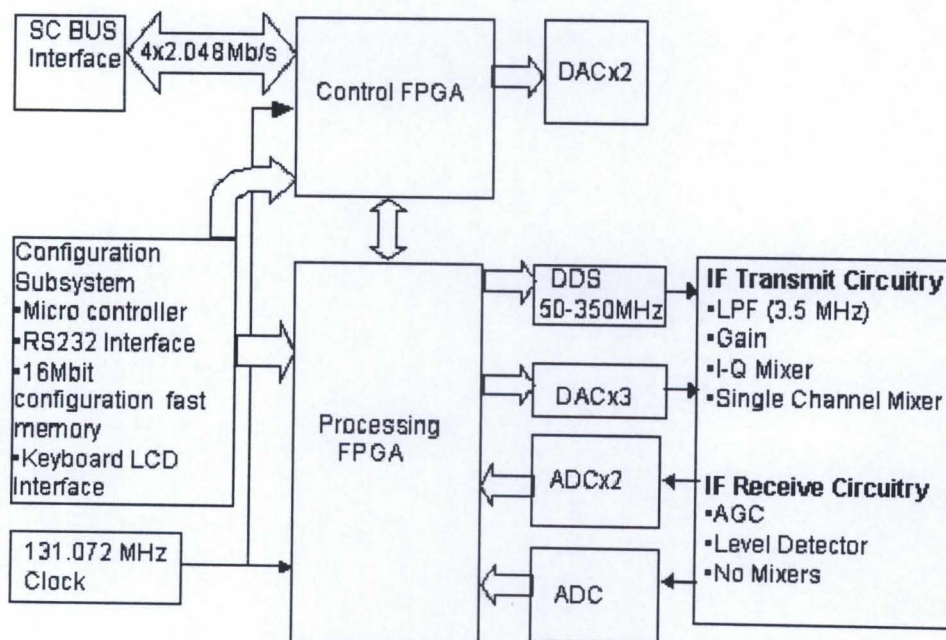 SC BUS
Interface
4x2.048Mb/s
Control FPGA
DACx2
Configuration
Subsystem
▪Micro controller
▪RS232 Interface
▪16Mbit
configuration fast
memory
▪Keyboard LCD
Interface
131.072 MHz
Clock
Processing
FPGA
DDS
50-350MHz
DACx3
ADCx2
ADC
IF Transmit Circuitry
▪LPF (3.5 MHz)
▪Gain
▪I-Q Mixer
▪Single Channel Mixer
IF Receive Circuitry
▪AGC
▪Level Detector
▪No Mixers